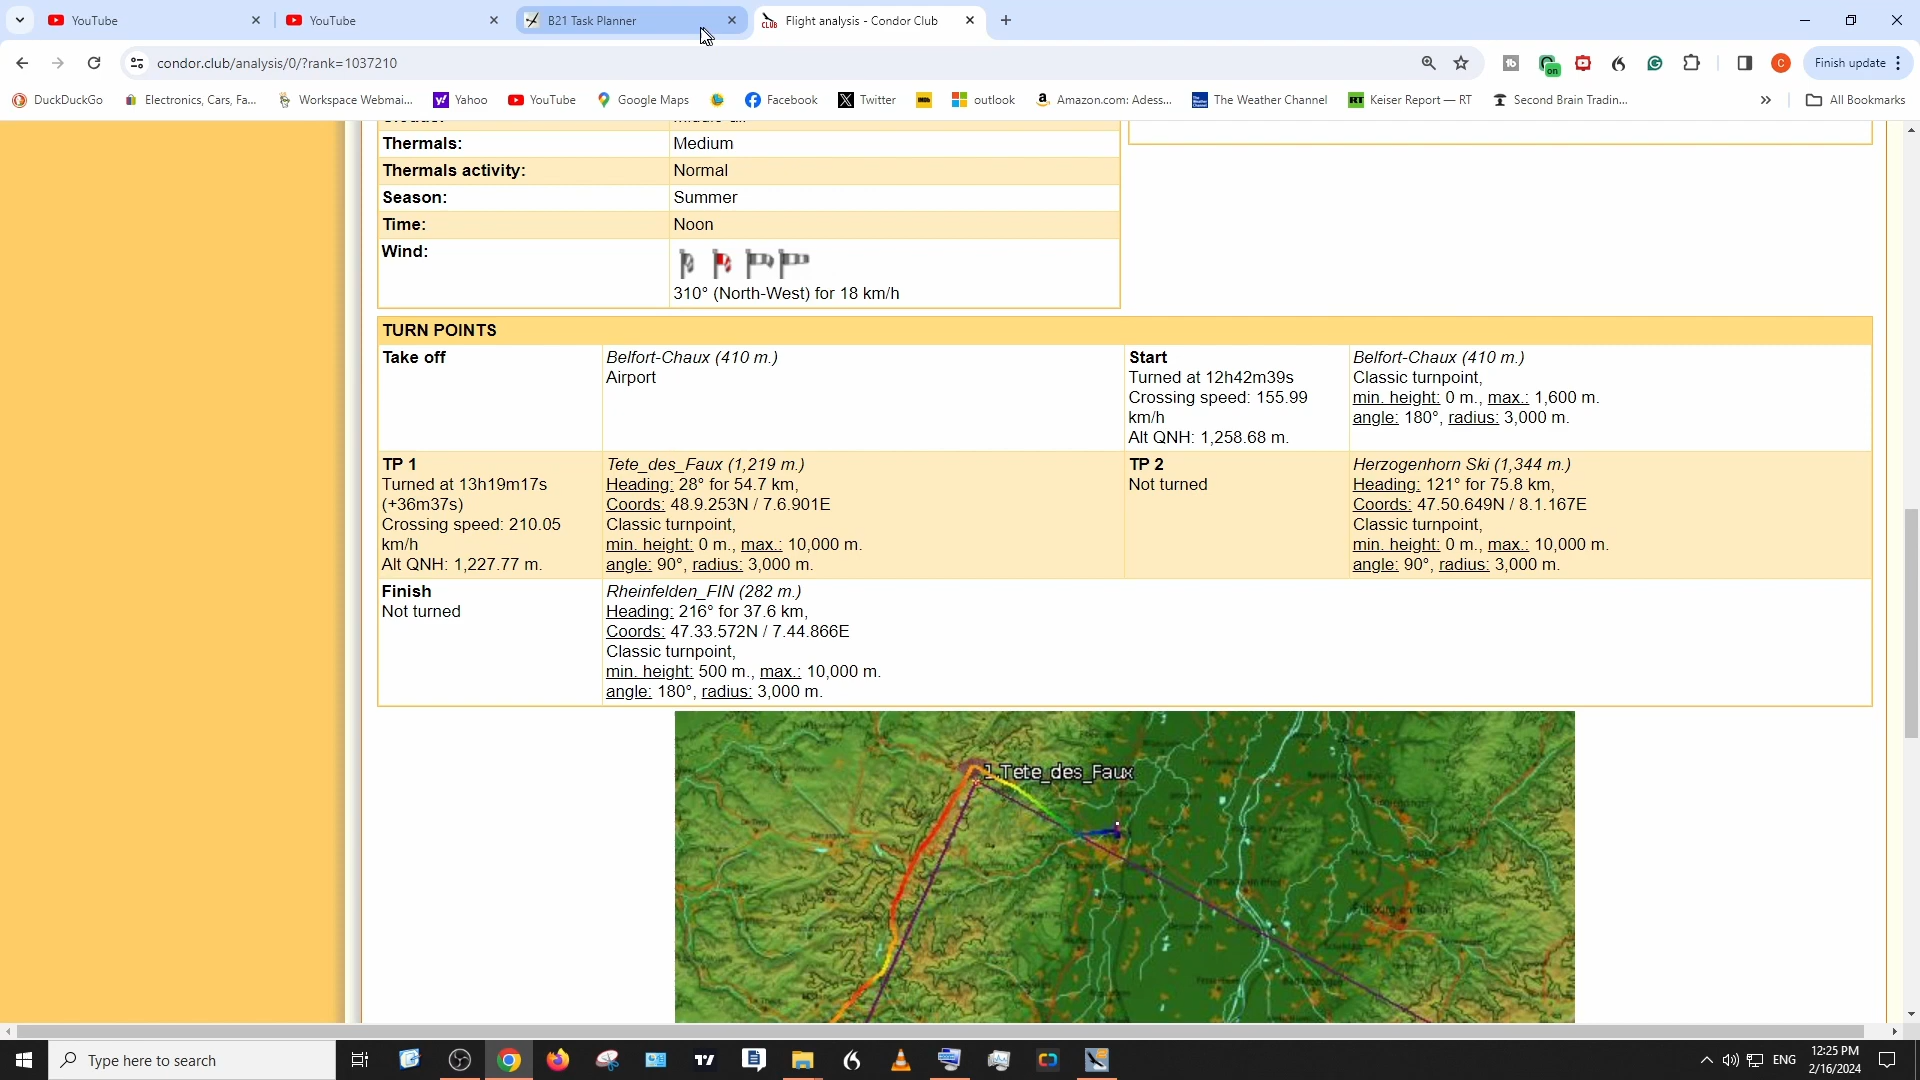 YouTube
YouTube
B21 Task Planner
Flight analysis - Condor Club
condor.club/analysis/0/?rank=1037210
Finish update
DuckDuckGo
Electronics, Cars, Fa...
Workspace Webmai...
Yahoo
YouTube
Google Maps
Facebook
Twitter
outlook
Amazon.com: Adess...
The Weather Channel
Keiser Report — RT
Second Brain Tradin...
All Bookmarks
Thermals:
Medium
Thermals activity:
Normal
Season:
Summer
Time:
Noon
Wind:
310° (North-West) for 18 km/h
TURN POINTS
Take off
Belfort-Chaux (410 m.)
Airport
Start
Turned at 12h42m39s
Crossing speed: 155.99
km/h
Alt QNH: 1,258.68 m.
Belfort-Chaux (410 m.)
Classic turnpoint,
min. height: 0 m., max.: 1,600 m.
angle: 180°, radius: 3,000 m.
TP 1
Turned at 13h19m17s
(+36m37s)
Crossing speed: 210.05
km/h
Alt QNH: 1,227.77 m.
Tete_des_Faux (1,219 m.)
Heading: 28° for 54.7 km,
Coords: 48.9.253N / 7.6.901E
Classic turnpoint,
min. height: 0 m., max.: 10,000 m.
angle: 90°, radius: 3,000 m.
TP 2
Not turned
Herzogenhorn Ski (1,344 m.)
Heading: 121° for 75.8 km,
Coords: 47.50.649N / 8.1.167E
Classic turnpoint,
min. height: 0 m., max.: 10,000 m.
angle: 90°, radius: 3,000 m.
Finish
Not turned
Rheinfelden_FIN (282 m.)
Heading: 216° for 37.6 km,
Coords: 47.33.572N / 7.44.866E
Classic turnpoint,
min. height: 500 m., max.: 10,000 m.
angle: 180°, radius: 3,000 m.
1.Tete_des_Faux
Type here to search
ENG
12:25 PM
2/16/2024